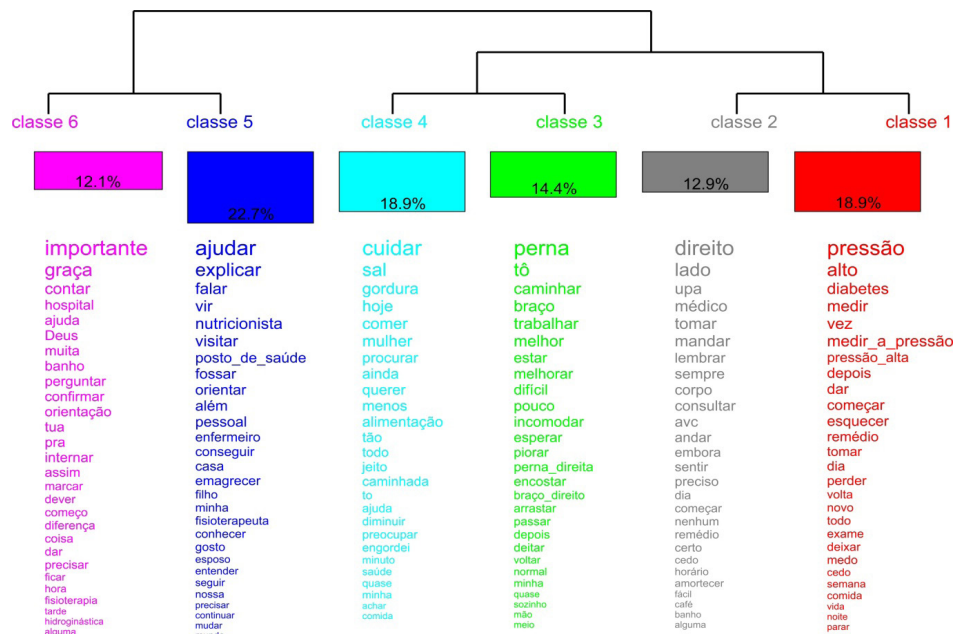 classe 6
classe 5
classe 4
classe 3
classe 2
classe 1
12.1%
22.7%
18.9%
14.4%
12.9%
18.9%
importante
graça
contar
hospital
ajuda
Deus
muita
banho
perguntar
confirmar
orientação
tua
pra
internar
assim
marcar
dever
começo
diferença
coisa
dar
precisar
ficar
hora
fisioterapia
tarde
hidroginástica
alguma
ajudar
explicar
falar
vir
nutricionista
visitar
posto_de_saúde
fossar
orientar
além
pessoal
enfermeiro
conseguir
casa
emagrecer
filho
minha
fisioterapeuta
conhecer
gosto
esposo
entender
seguir
nossa
precisar
continuar
mudar
cuidar
sal
gordura
hoje
comer
mulher
procurar
ainda
querer
menos
alimentação
tão
todo
jeito
caminhada
to
ajuda
diminuir
preocupar
engordei
minuto
saúde
quase
minha
achar
comida
perna
tô
caminhar
braço
trabalhar
melhor
estar
melhorar
difícil
pouco
incomodar
esperar
piorar
perna_direita
encostar
braço_direito
arrastar
passar
depois
deitar
voltar
normal
minha
quase
sozinho
mão
meio
direito
lado
upa
médico
tomar
mandar
lembrar
sempre
corpo
consultar
avc
andar
embora
sentir
preciso
dia
começar
nenhum
remédio
certo
cedo
horário
amortecer
fácil
café
banho
alguma
pressão
alto
diabetes
medir
vez
medir_a_pressão
pressão_alta
depois
dar
começar
esquecer
remédio
tomar
dia
perder
volta
novo
todo
exame
deixar
medo
cedo
semana
comida
vida
noite
parar